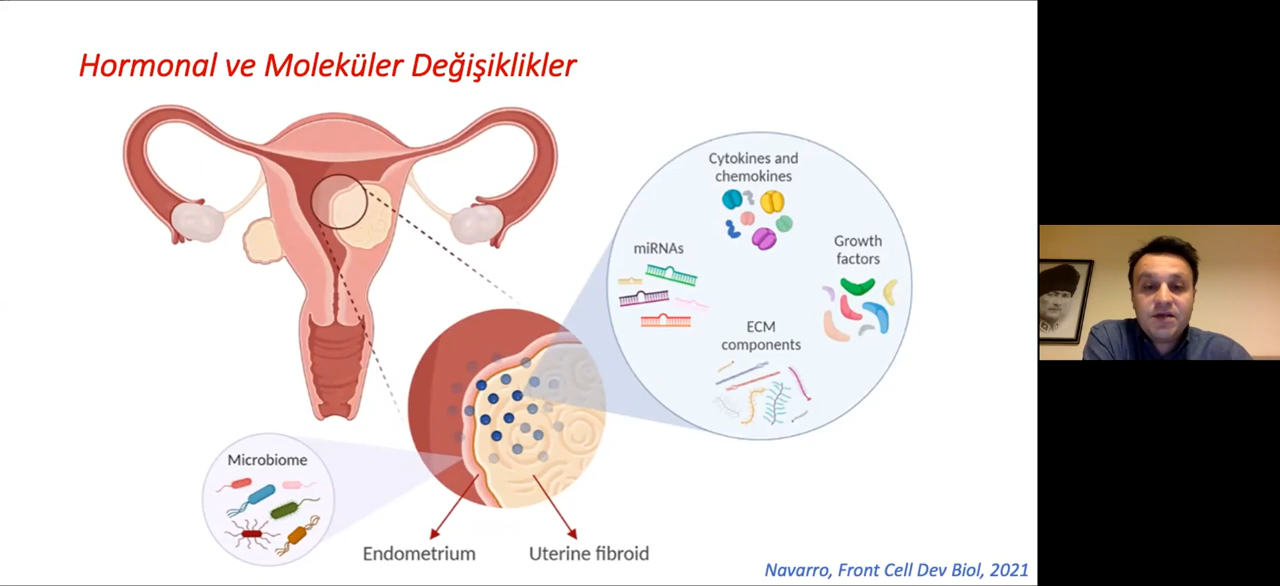 Hormonal ve Moleküler Değişiklikler
Cytokines and
chemokines
miRNAs
Growth
factors
ECM
components
Microbiome
Endometrium
Uterine fibroid
Navarro, Front Cell Dev Biol, 2021